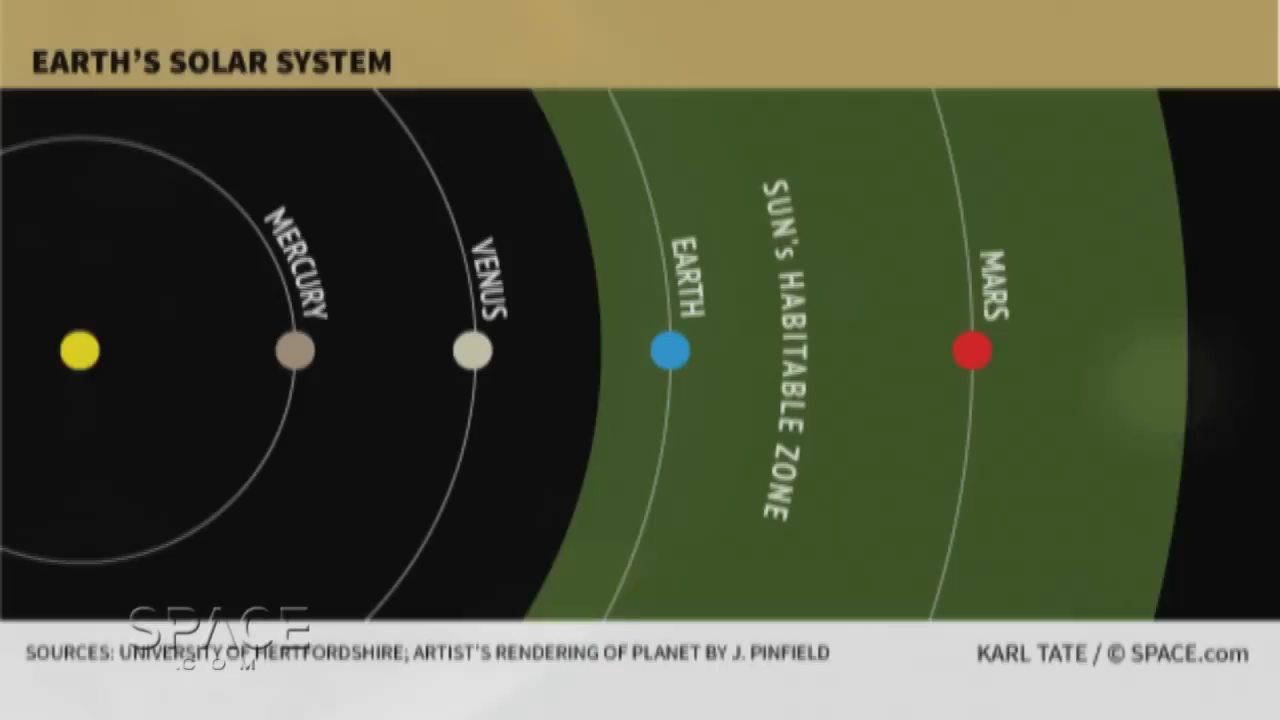 EARTH'S SOLAR SYSTEM
MERCURY
VENUS
EARTH
SUN's HABITABLE ZONE
MARS
SPACE
.COM
SOURCES: UNIVERSITY OF HERTFORDSHIRE; ARTIST'S RENDERING OF PLANET BY J. PINFIELD
KARL TATE / © SPACE.com